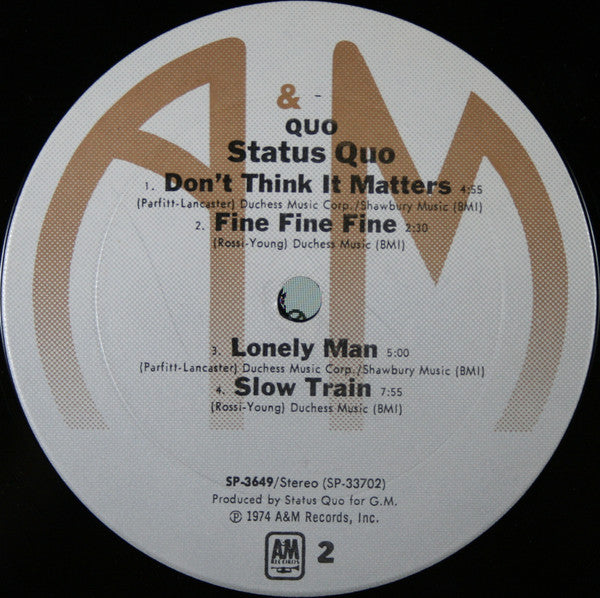 A&M
QUO
Status Quo
1. Don't Think It Matters 4:55
(Parfitt-Lancaster) Duchess Music Corp./Shawbury Music (BMI)
2. Fine Fine Fine 2:30
(Rossi-Young) Duchess Music (BMI)
3. Lonely Man 5:00
(Parfitt-Lancaster) Duchess Music Corp./Shawbury Music (BMI)
4. Slow Train 7:55
(Rossi-Young) Duchess Music (BMI)
SP-3649/Stereo (SP-33702)
Produced by Status Quo for G.M.
℗ 1974 A&M Records, Inc.
A&M
RECORDS
2